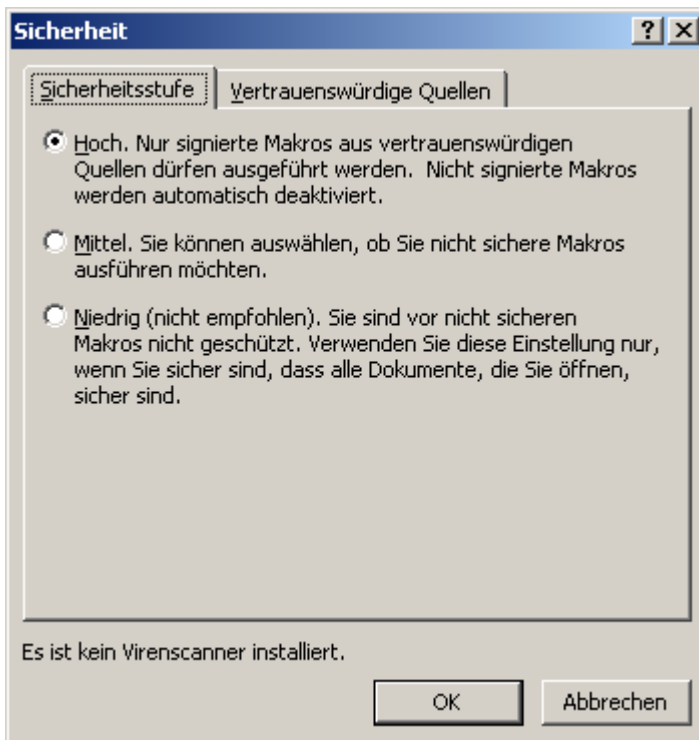 Sicherheit
Sicherheitsstufe
Vertrauenswürdige Quellen
Hoch. Nur signierte Makros aus vertrauenswürdigen
Quellen dürfen ausgeführt werden.  Nicht signierte Makros
werden automatisch deaktiviert.
Mittel. Sie können auswählen, ob Sie nicht sichere Makros
ausführen möchten.
Niedrig (nicht empfohlen). Sie sind vor nicht sicheren
Makros nicht geschützt. Verwenden Sie diese Einstellung nur,
wenn Sie sicher sind, dass alle Dokumente, die Sie öffnen,
sicher sind.
Es ist kein Virenscanner installiert.
OK
Abbrechen